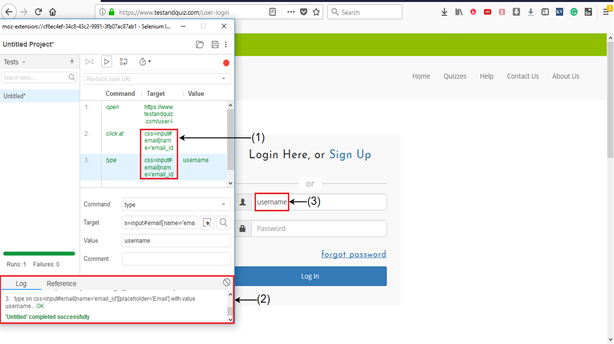 moz-extension://cf6ec4ef-34c8-43c2-9991-3fb07ac87ab1 - Selenium I...
https://www.testandquiz.com/user-login
Search
Untitled Project*
Tests
Search tests...
Untitled*
Playback base URL
Command Target Value
1. open https://www.
testandquiz.
com/user-l
2. click at css=input#
email[nam
e='email_id
3. type css=input# username
email[nam
e='email_id
Command type
Target s=input#email[name='ema
Value username
Comment
Runs: 1 Failures: 0
Log Reference
3. type on css=input#email[name='email_id'][placeholder='Email'] with value
username... OK
'Untitled' completed successfully
(1)
(2)
(3)
Home Quizzes Help Contact Us About Us
Login Here, or Sign Up
or
username
Password
forgot password
Log In